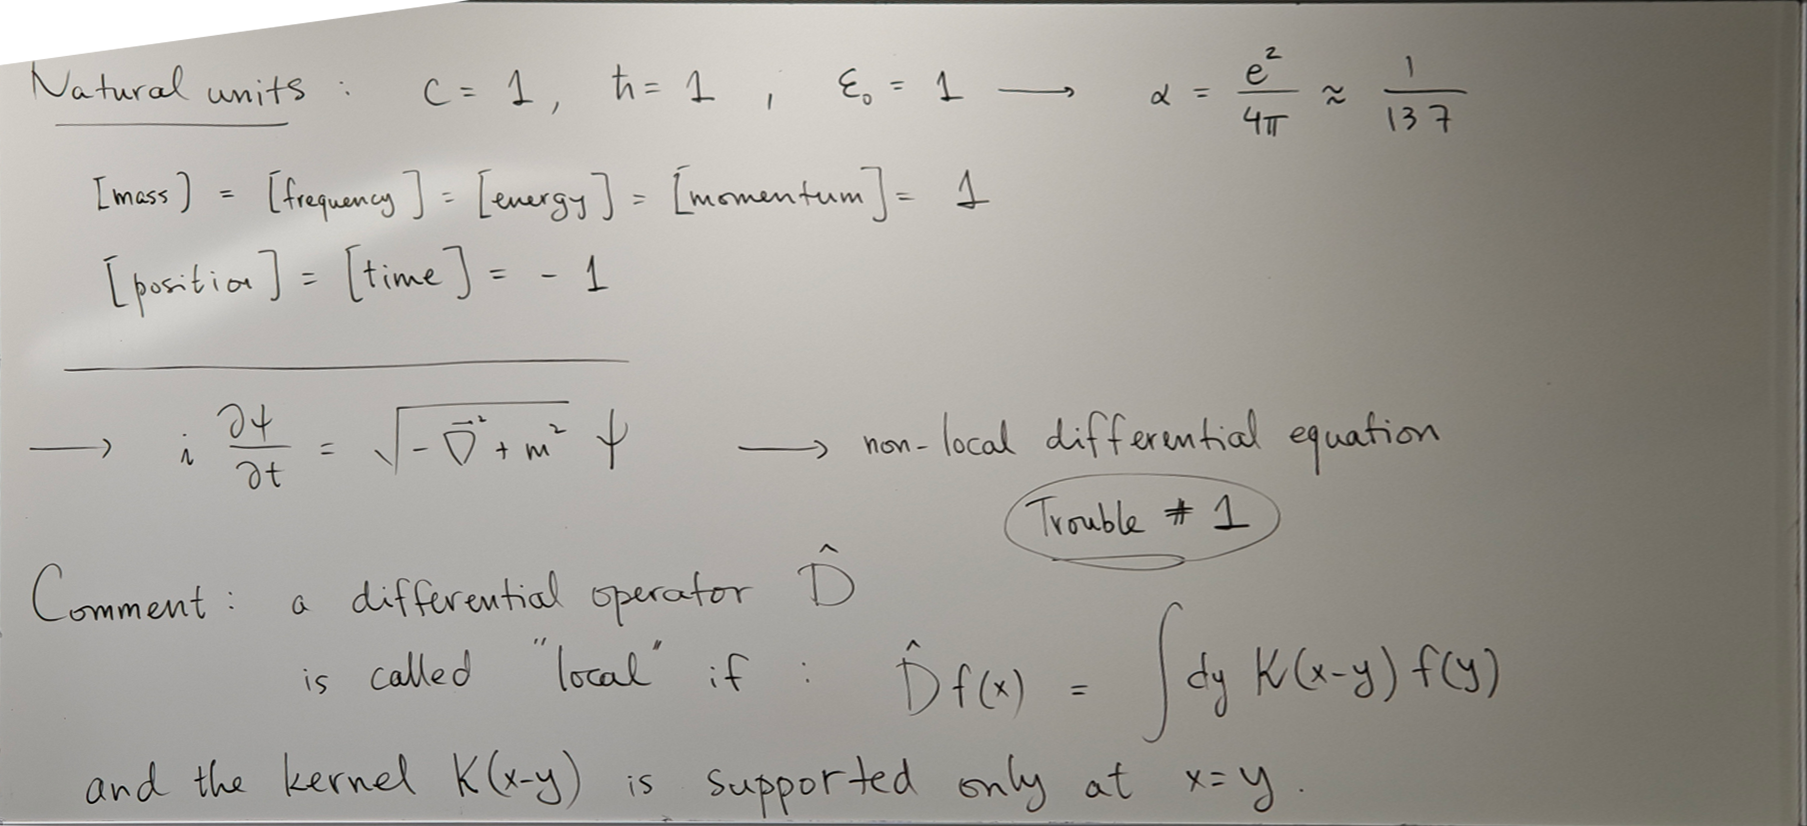 Natural units : c = 1, ħ = 1 , ε₀ = 1 ⟶ α = e²/4π ≈ 1/137
[mass] = [frequency] = [energy] = [momentum] = 1
[position] = [time] = - 1
⟶ i ∂ψ/∂t = √(-∇⃗² + m²) ψ ⟶ non-local differential equation
Trouble # 1
Comment : a differential operator D̂
is called "local" if : D̂ f(x) = ∫ dy K(x-y) f(y)
and the kernel K(x-y) is supported only at x=y.